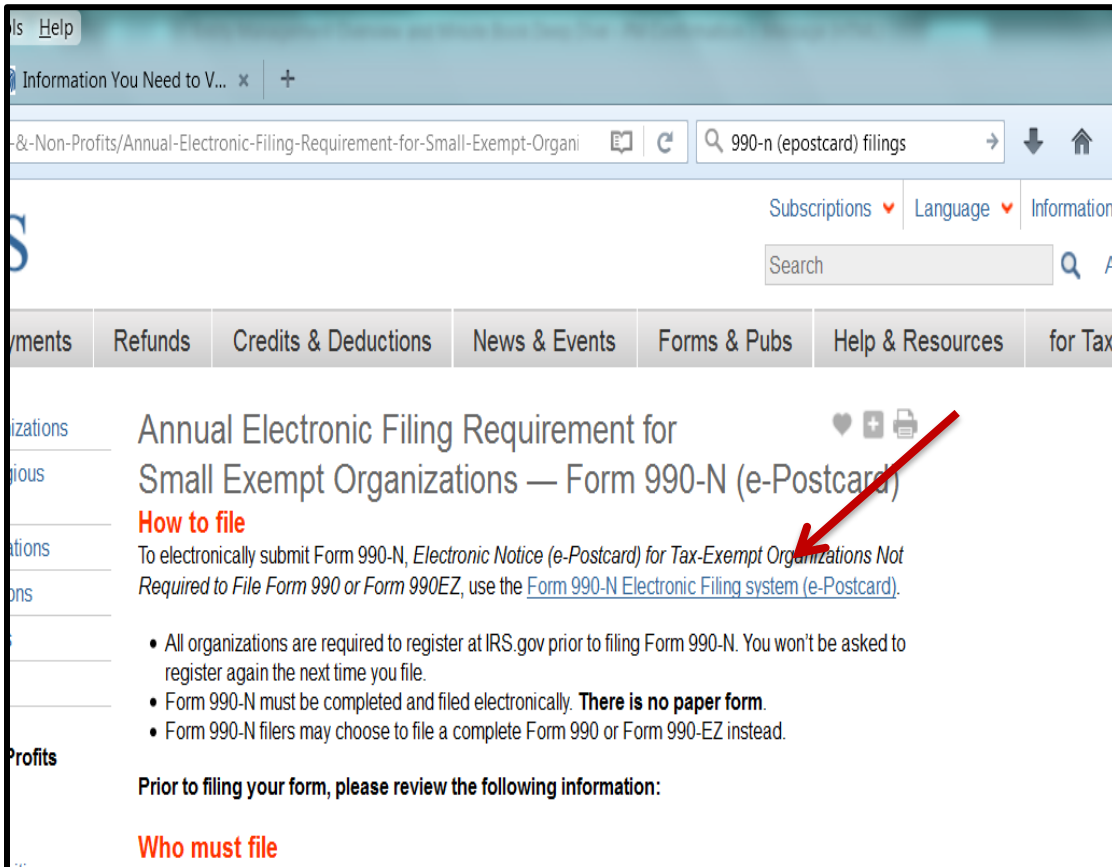 ls Help
Information You Need to V... × +
-&-Non-Profits/Annual-Electronic-Filing-Requirement-for-Small-Exempt-Organi 990-n (epostcard) filings
Subscriptions Language Information
S
Search A
yments Refunds Credits & Deductions News & Events Forms & Pubs Help & Resources for Tax
izations
gious
ations
ons
s
Profits
Annual Electronic Filing Requirement for
Small Exempt Organizations — Form 990-N (e-Postcard)
How to file
To electronically submit Form 990-N, Electronic Notice (e-Postcard) for Tax-Exempt Organizations Not
Required to File Form 990 or Form 990EZ, use the Form 990-N Electronic Filing system (e-Postcard).
• All organizations are required to register at IRS.gov prior to filing Form 990-N. You won't be asked to
register again the next time you file.
• Form 990-N must be completed and filed electronically. There is no paper form.
• Form 990-N filers may choose to file a complete Form 990 or Form 990-EZ instead.
Prior to filing your form, please review the following information:
Who must file